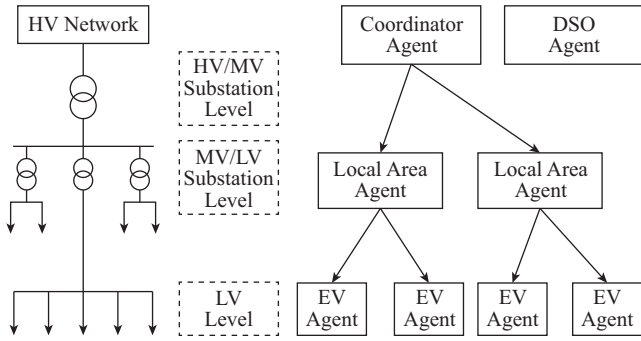 HV Network
HV/MV
Substation
Level
Coordinator
Agent
DSO
Agent
MV/LV
Substation
Level
Local Area
Agent
Local Area
Agent
LV
Level
EV
Agent
EV
Agent
EV
Agent
EV
Agent